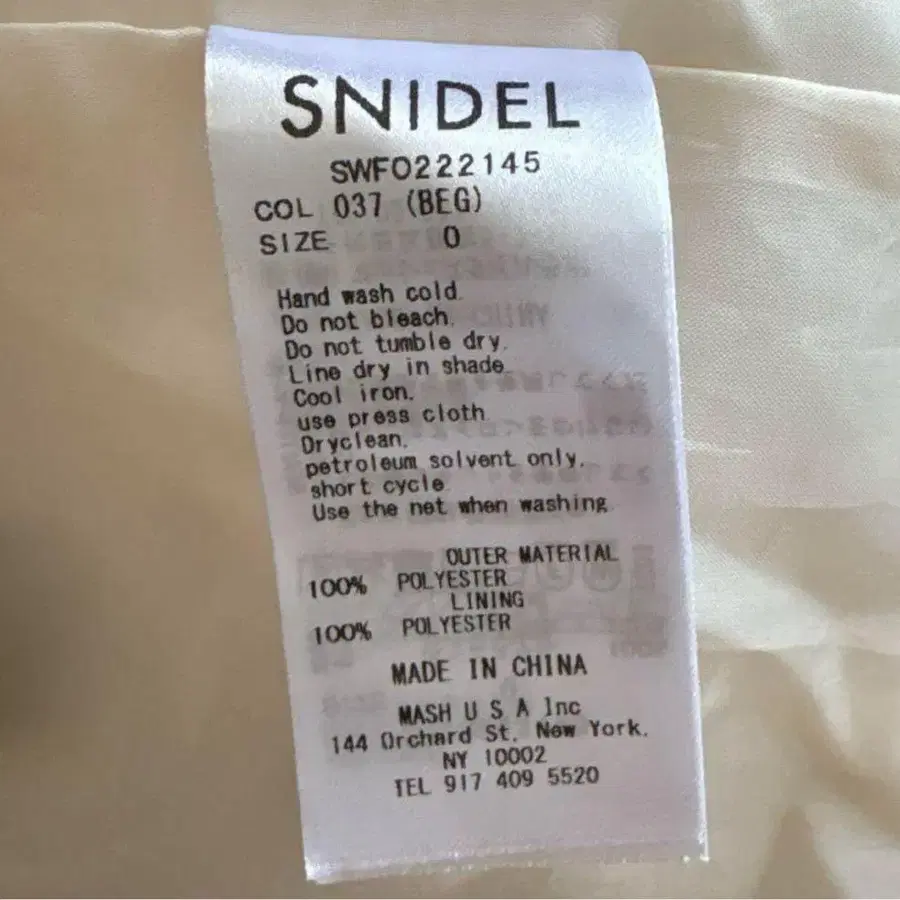 SNIDEL
SWFO222145
COL 037 (BEG)
SIZE 0
Hand wash cold.
Do not bleach.
Do not tumble dry.
Line dry in shade.
Cool iron.
use press cloth
Dryclean.
petroleum solvent only.
short cycle
Use the net when washing.
OUTER MATERIAL
100% POLYESTER
LINING
100% POLYESTER
MADE IN CHINA
MASH U S A Inc
144 Orchard St. New York.
NY 10002
TEL 917 409 5520